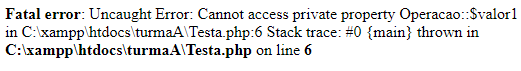 Fatal error: Uncaught Error: Cannot access private property Operacao::$valor1
in C:\xampp\htdocs\turmaA\Testa.php:6 Stack trace: #0 {main} thrown in
C:\xampp\htdocs\turmaA\Testa.php on line 6